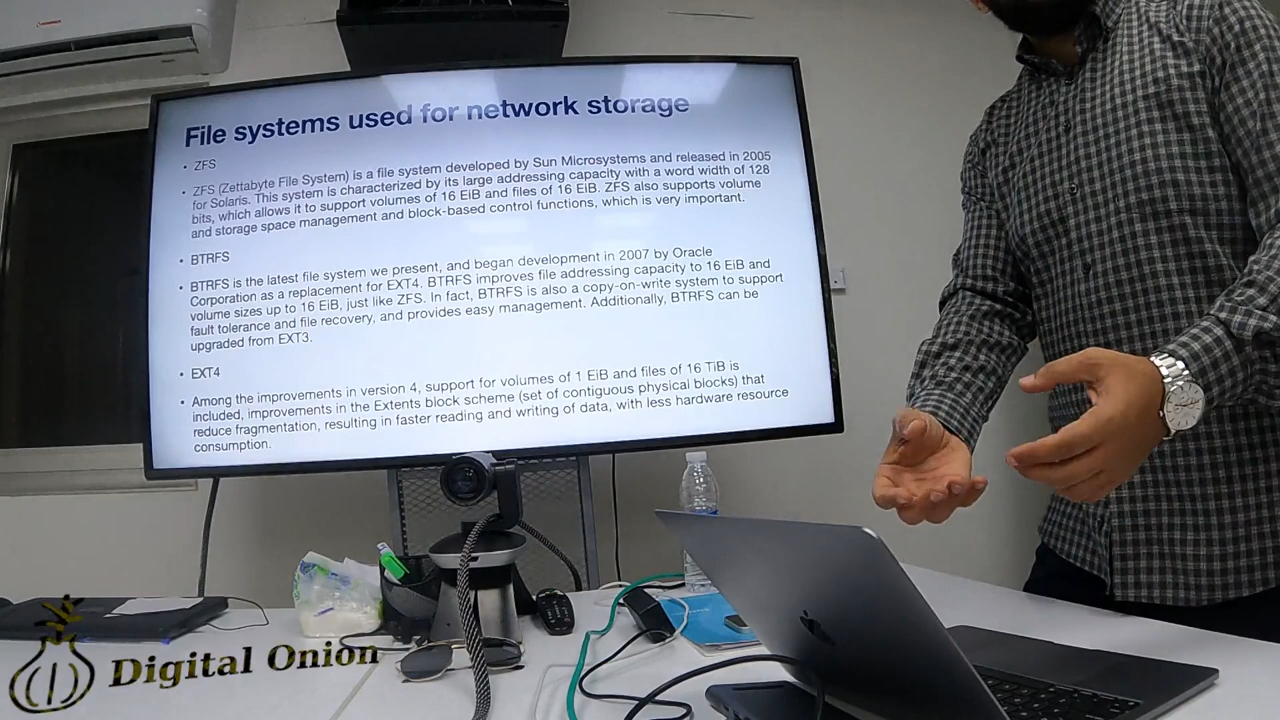 File systems used for network storage
• ZFS
• ZFS (Zettabyte File System) is a file system developed by Sun Microsystems and released in 2005
for Solaris. This system is characterized by its large addressing capacity with a word width of 128
bits, which allows it to support volumes of 16 EiB and files of 16 EiB. ZFS also supports volume
and storage space management and block-based control functions, which is very important.
• BTRFS
• BTRFS is the latest file system we present, and began development in 2007 by Oracle
Corporation as a replacement for EXT4. BTRFS improves file addressing capacity to 16 EiB and
volume sizes up to 16 EiB, just like ZFS. In fact, BTRFS is also a copy-on-write system to support
fault tolerance and file recovery, and provides easy management. Additionally, BTRFS can be
upgraded from EXT3.
• EXT4
• Among the improvements in version 4, support for volumes of 1 EiB and files of 16 TiB is
included, improvements in the Extents block scheme (set of contiguous physical blocks) that
reduce fragmentation, resulting in faster reading and writing of data, with less hardware resource
consumption.
Digital Onion